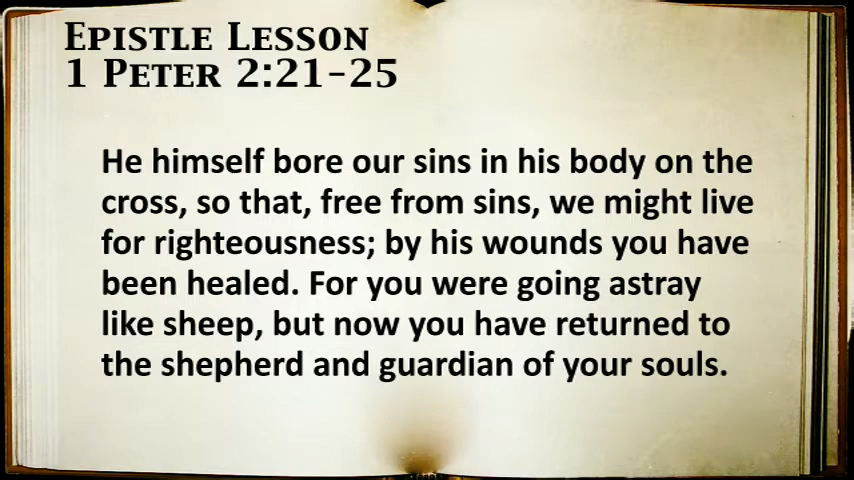 Epistle Lesson
1 Peter 2:21-25
He himself bore our sins in his body on the
cross, so that, free from sins, we might live
for righteousness; by his wounds you have
been healed. For you were going astray
like sheep, but now you have returned to
the shepherd and guardian of your souls.